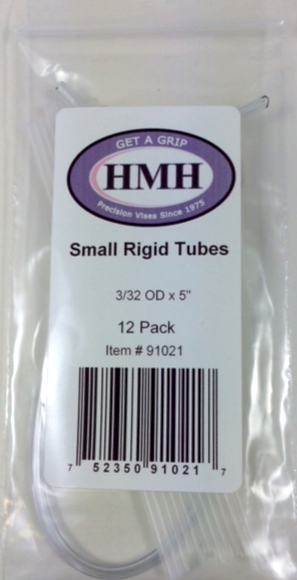 GET A GRIP
HMH
Precision Vises Since 1975
Small Rigid Tubes
3/32 OD x 5"
12 Pack
Item # 91021
7 52350 91021 7